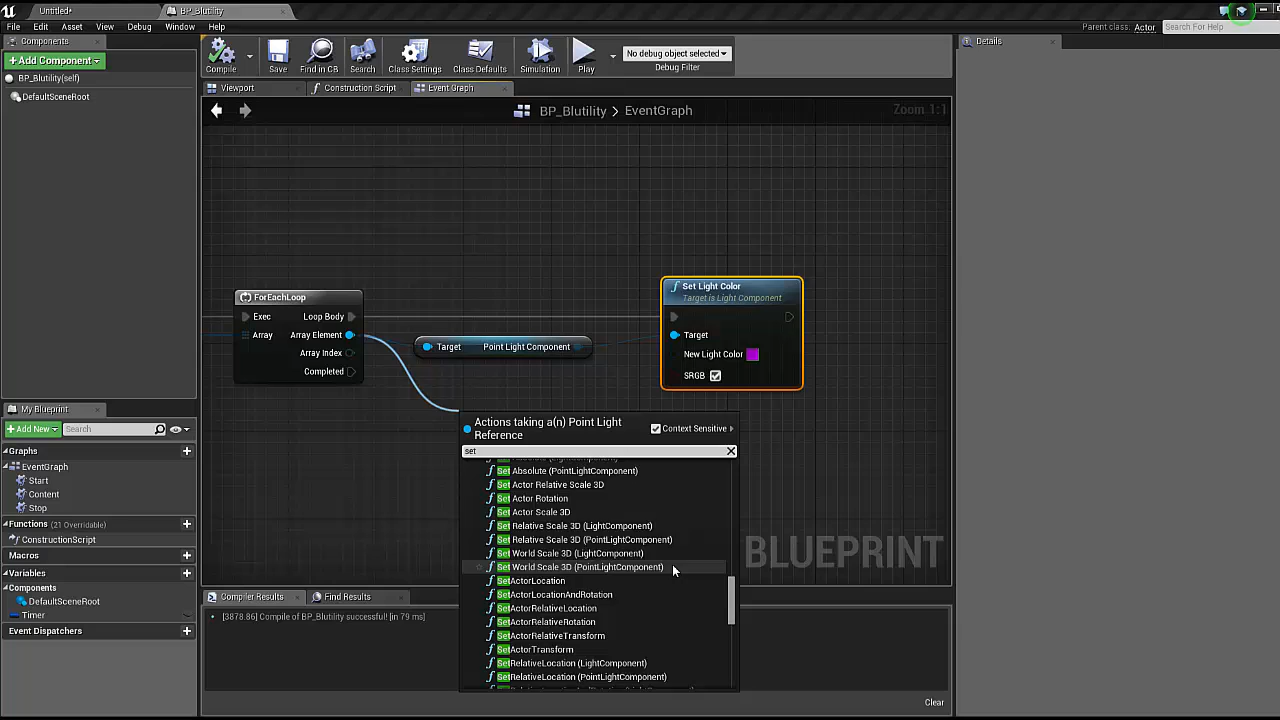 Untitled*
BP_Blutility
File Edit Asset View Debug Window Help
Parent class: Actor
Search For Help
Components
+Add Component
BP_Blutility(self)
DefaultSceneRoot
Compile
Save
Find in CB
Search
Class Settings
Class Defaults
Simulation
Play
No debug object selected
Debug Filter
Details
Viewport
Construction Script
Event Graph
BP_Blutility > EventGraph
Zoom 1:1
ForEachLoop
Exec
Loop Body
Array
Array Element
Array Index
Completed
Target
Point Light Component
Set Light Color
Target is Light Component
Target
New Light Color
SRGB
Actions taking a(n) Point Light
Reference
Context Sensitive
set
Set Absolute (PointLightComponent)
Set Actor Relative Scale 3D
Set Actor Rotation
Set Actor Scale 3D
Set Relative Scale 3D (LightComponent)
Set Relative Scale 3D (PointLightComponent)
Set World Scale 3D (LightComponent)
Set World Scale 3D (PointLightComponent)
SetActorLocation
SetActorLocationAndRotation
SetActorRelativeLocation
SetActorRelativeRotation
SetActorRelativeTransform
SetActorTransform
SetRelativeLocation (LightComponent)
SetRelativeLocation (PointLightComponent)
BLUEPRINT
My Blueprint
+Add New
Search
Graphs
EventGraph
Start
Content
Stop
Functions (21 Overridable)
ConstructionScript
Macros
Variables
Components
DefaultSceneRoot
Timer
Event Dispatchers
Compiler Results
Find Results
[3878.86] Compile of BP_Blutility successful! [in 79 ms]
Clear